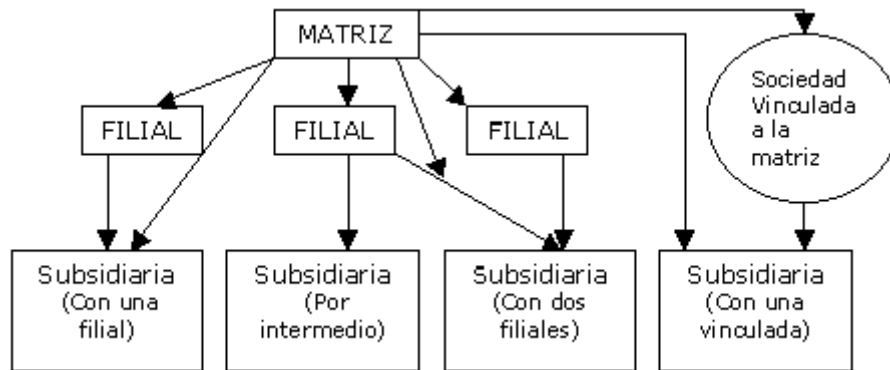 MATRIZ
Sociedad
Vinculada
a la
matriz
FILIAL
FILIAL
FILIAL
Subsidiaria
(Con una
filial)
Subsidiaria
(Por
intermedio)
Subsidiaria
(Con dos
filiales)
Subsidiaria
(Con una
vinculada)